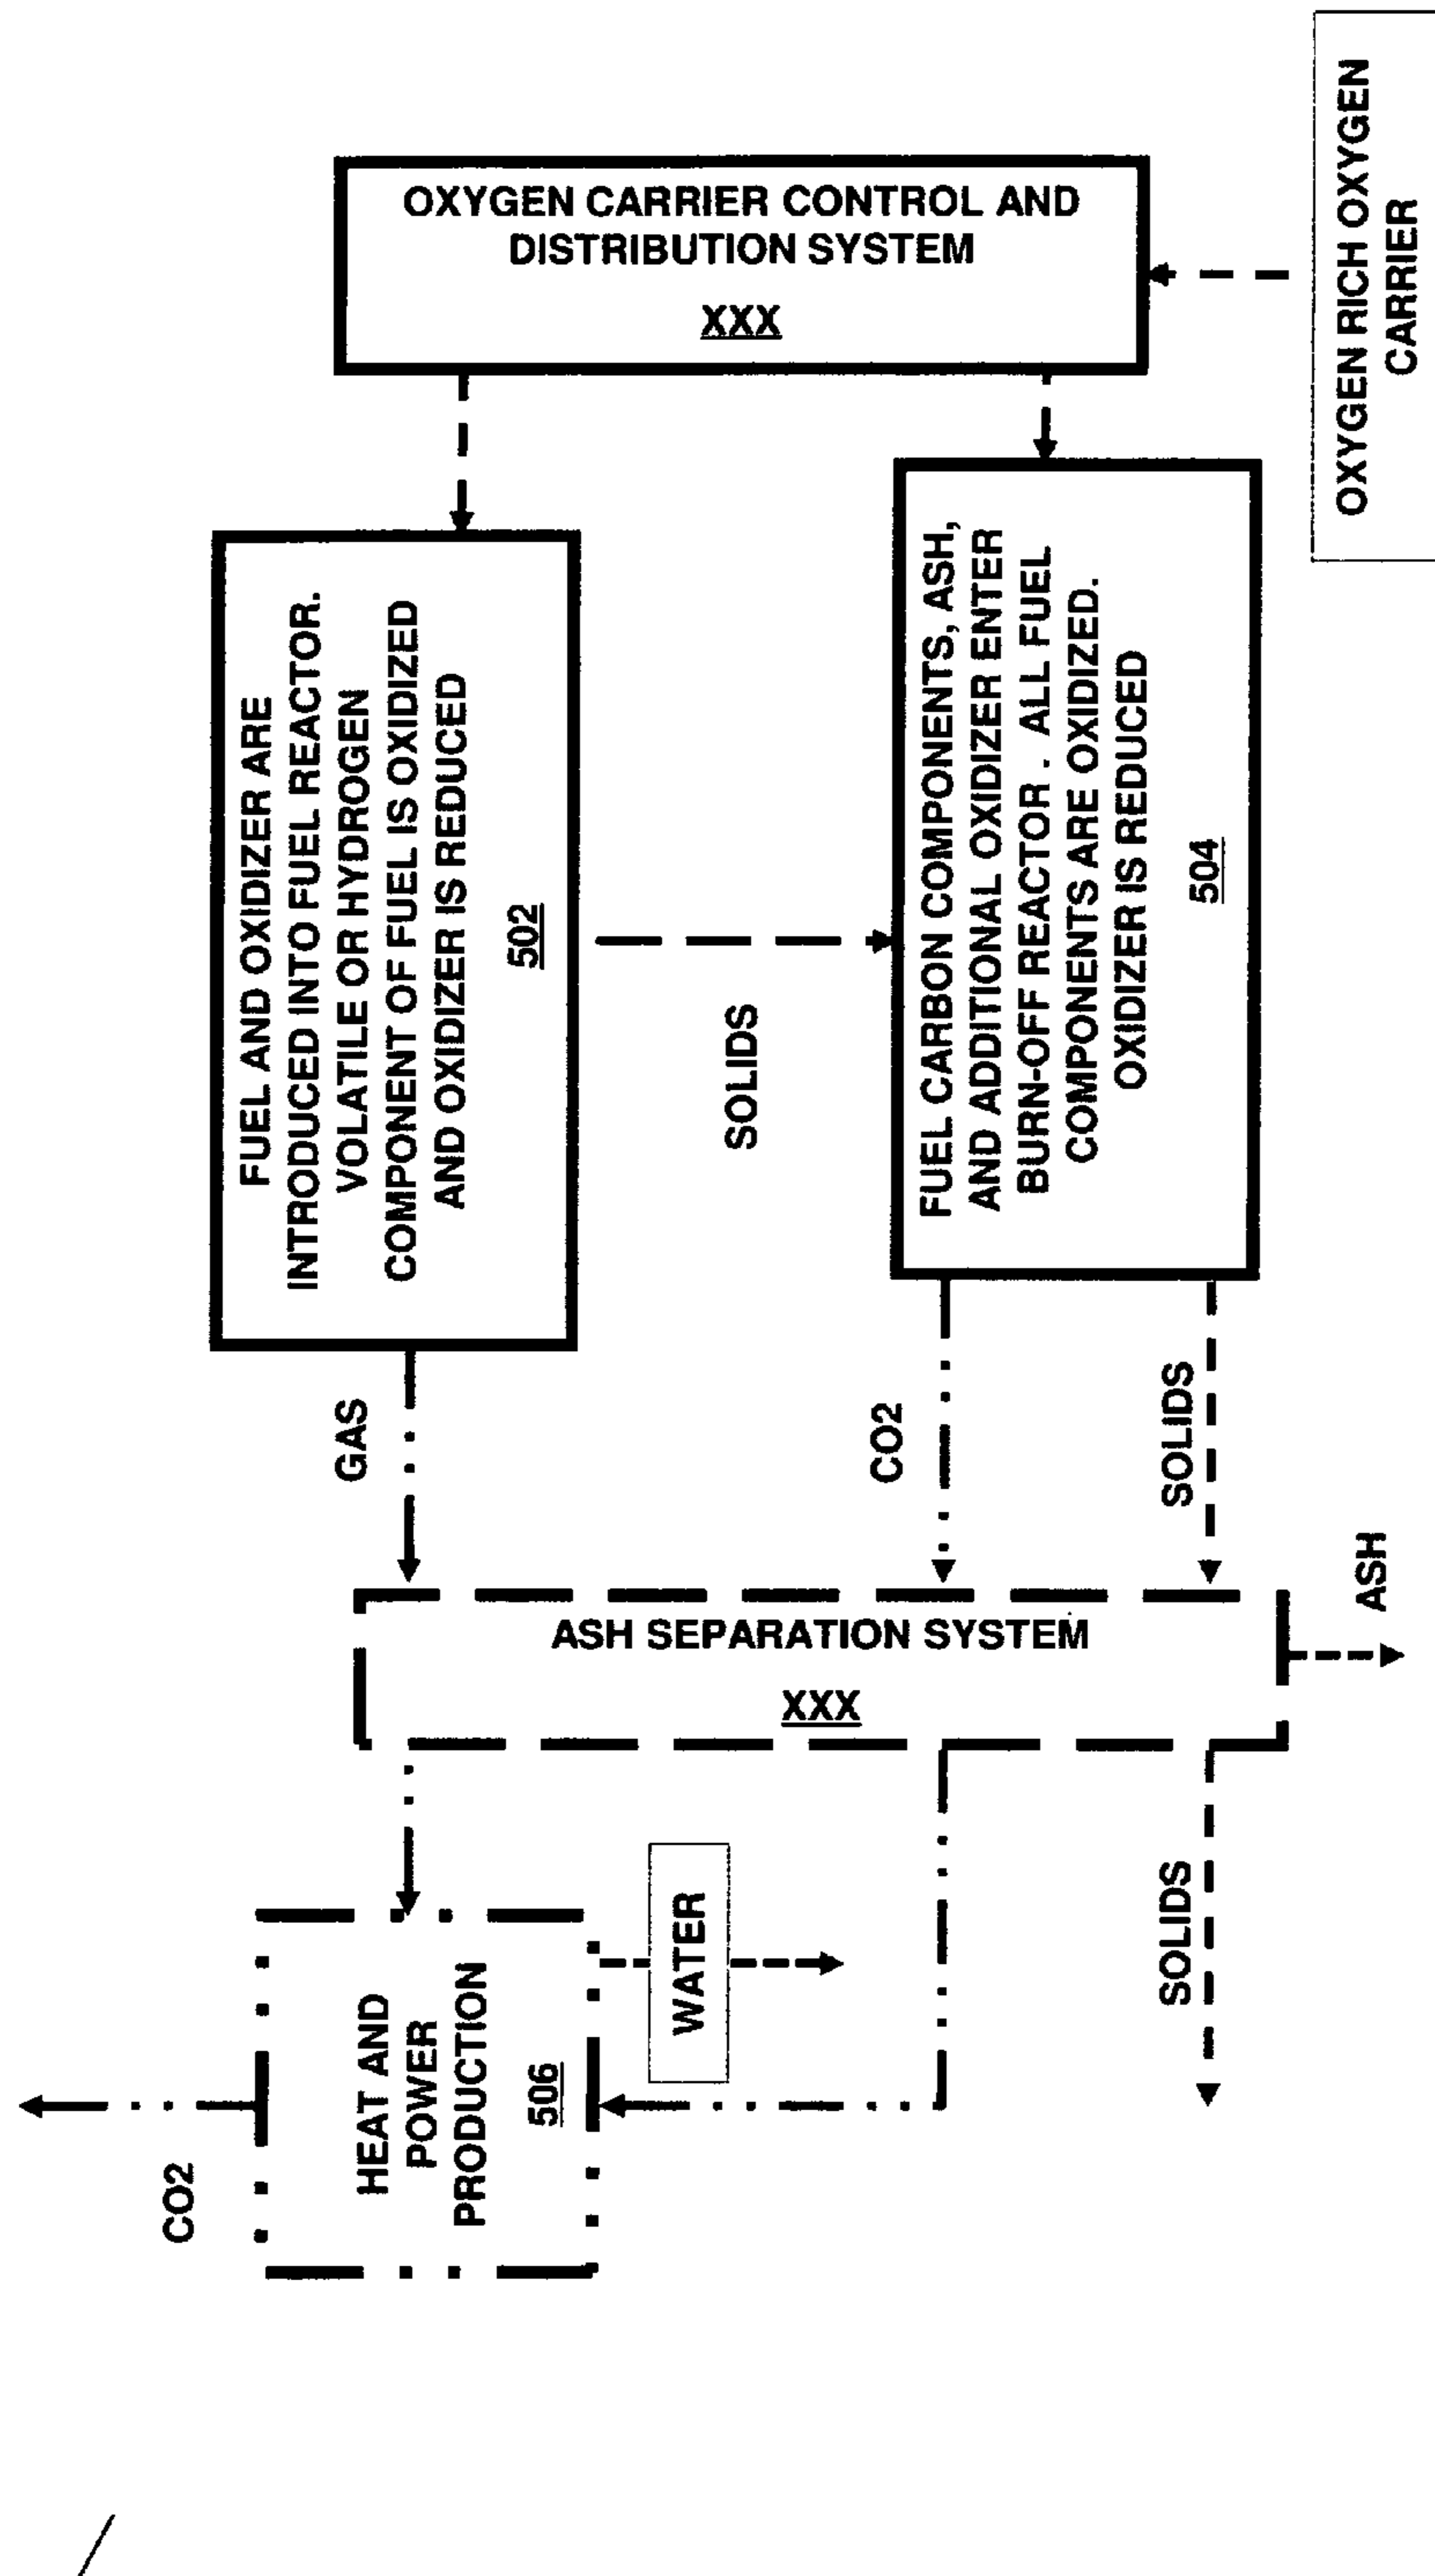 OXYGEN CARRIER CONTROL AND
DISTRIBUTION SYSTEM
XXX
OXYGEN RICH OXYGEN
CARRIER
FUEL AND OXIDIZER ARE
INTRODUCED INTO FUEL REACTOR.
VOLATILE OR HYDROGEN
COMPONENT OF FUEL IS OXIDIZED
AND OXIDIZER IS REDUCED
502
SOLIDS
FUEL CARBON COMPONENTS, ASH,
AND ADDITIONAL OXIDIZER ENTER
BURN-OFF REACTOR . ALL FUEL
COMPONENTS ARE OXIDIZED.
OXIDIZER IS REDUCED
504
GAS
CO2
SOLIDS
ASH SEPARATION SYSTEM
XXX
ASH
HEAT AND
POWER
PRODUCTION
506
WATER
CO2
SOLIDS